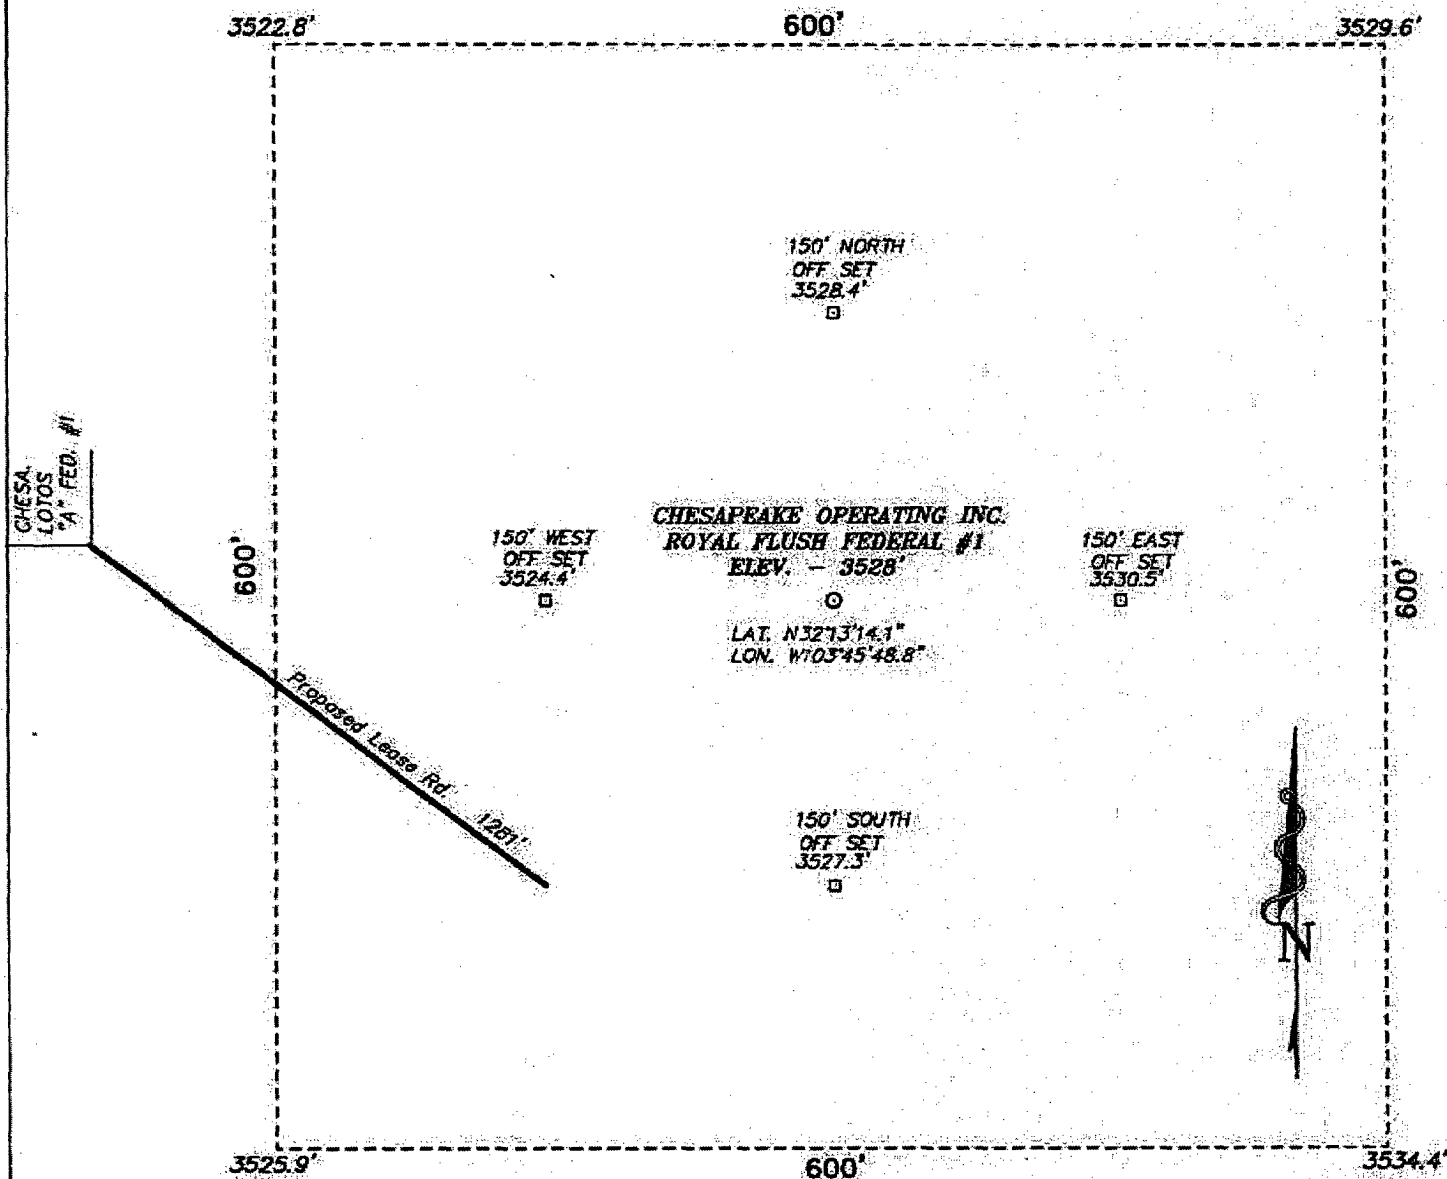 3522.8'
600'
3529.6'
150' NORTH
OFF SET
3528.4'
CHESA.
LOTOS
"A" FED. #1
600'
150' WEST
OFF SET
3524.4'
CHESAPEAKE OPERATING INC.
ROYAL FLUSH FEDERAL #1
ELEV. - 3528'
LAT. N32°13'14.1"
LON. W103°45'48.8"
150' EAST
OFF SET
3530.5'
600'
Proposed Lease Rd. 1281'
150' SOUTH
OFF SET
3527.3'
N
3525.9'
600'
3534.4'